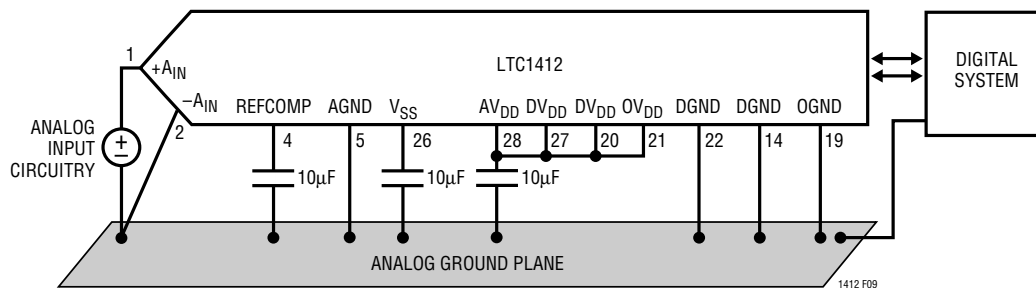 1
+AIN
LTC1412
DIGITAL
SYSTEM
–AIN
REFCOMP
AGND
VSS
AVDD
DVDD
DVDD
OVDD
DGND
DGND
OGND
2
4
5
26
28
27
20
21
22
14
19
ANALOG
INPUT
CIRCUITRY
+
–
10µF
10µF
10µF
ANALOG GROUND PLANE
1412 F09